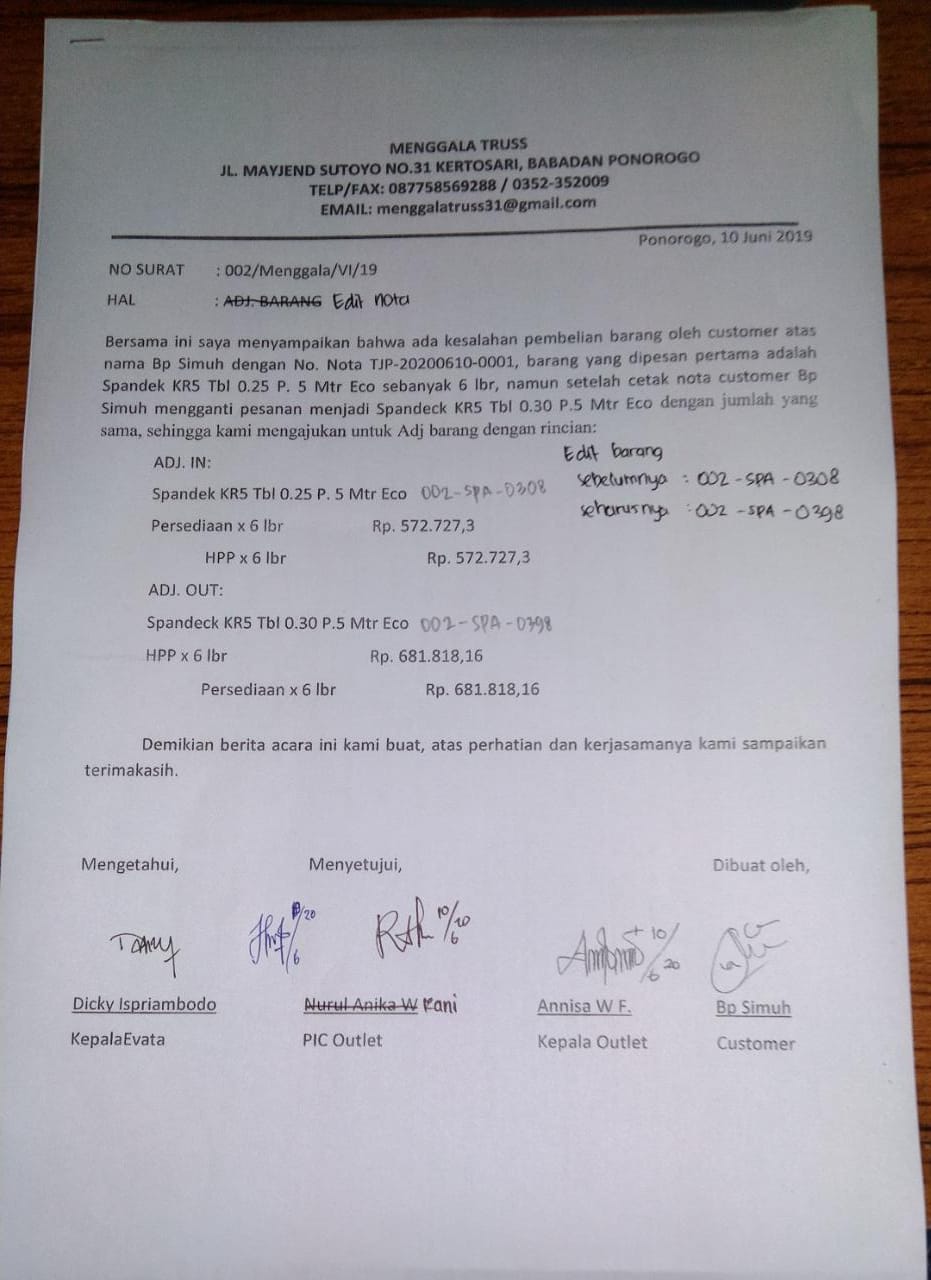 MENGGALA TRUSS
JL. MAYJEND SUTOYO NO.31 KERTOSARI, BABADAN PONOROGO
TELP/FAX: 087758569288 / 0352-352009
EMAIL: menggalatruss31@gmail.com
Ponorogo, 10 Juni 2019
NO SURAT : 002/Menggala/VI/19
HAL : ADJ. BARANG Edit nota
Bersama ini saya menyampaikan bahwa ada kesalahan pembelian barang oleh customer atas
nama Bp Simuh dengan No. Nota TJP-20200610-0001, barang yang dipesan pertama adalah
Spandek KR5 Tbl 0.25 P. 5 Mtr Eco sebanyak 6 lbr, namun setelah cetak nota customer Bp
Simuh mengganti pesanan menjadi Spandeck KR5 Tbl 0.30 P.5 Mtr Eco dengan jumlah yang
sama, sehingga kami mengajukan untuk Adj barang dengan rincian:
Edit barang
sebelumnya : 002-SPA-0308
seharusnya : 002-SPA-0398
ADJ. IN:
Spandek KR5 Tbl 0.25 P. 5 Mtr Eco 002-SPA-0308
Persediaan x 6 lbr Rp. 572.727,3
HPP x 6 lbr Rp. 572.727,3
ADJ. OUT:
Spandeck KR5 Tbl 0.30 P.5 Mtr Eco 002-SPA-0398
HPP x 6 lbr Rp. 681.818,16
Persediaan x 6 lbr Rp. 681.818,16
Demikian berita acara ini kami buat, atas perhatian dan kerjasamanya kami sampaikan
terimakasih.
Mengetahui, Menyetujui, Dibuat oleh,
10/6 20 10/6 20
Dicky Ispriambodo Nurul Anika W Rani Annisa W F. Bp Simuh
KepalaEvata PIC Outlet Kepala Outlet Customer